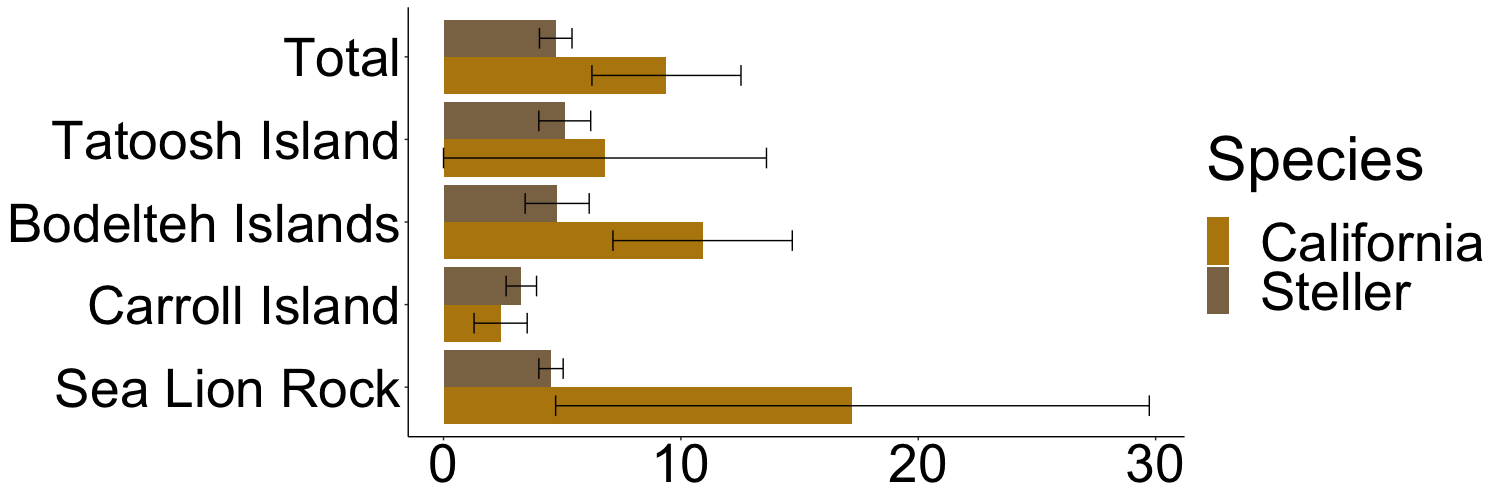 Total
Tatoosh Island
Bodelteh Islands
Carroll Island
Sea Lion Rock
0 10 20 30
Species
California
Steller